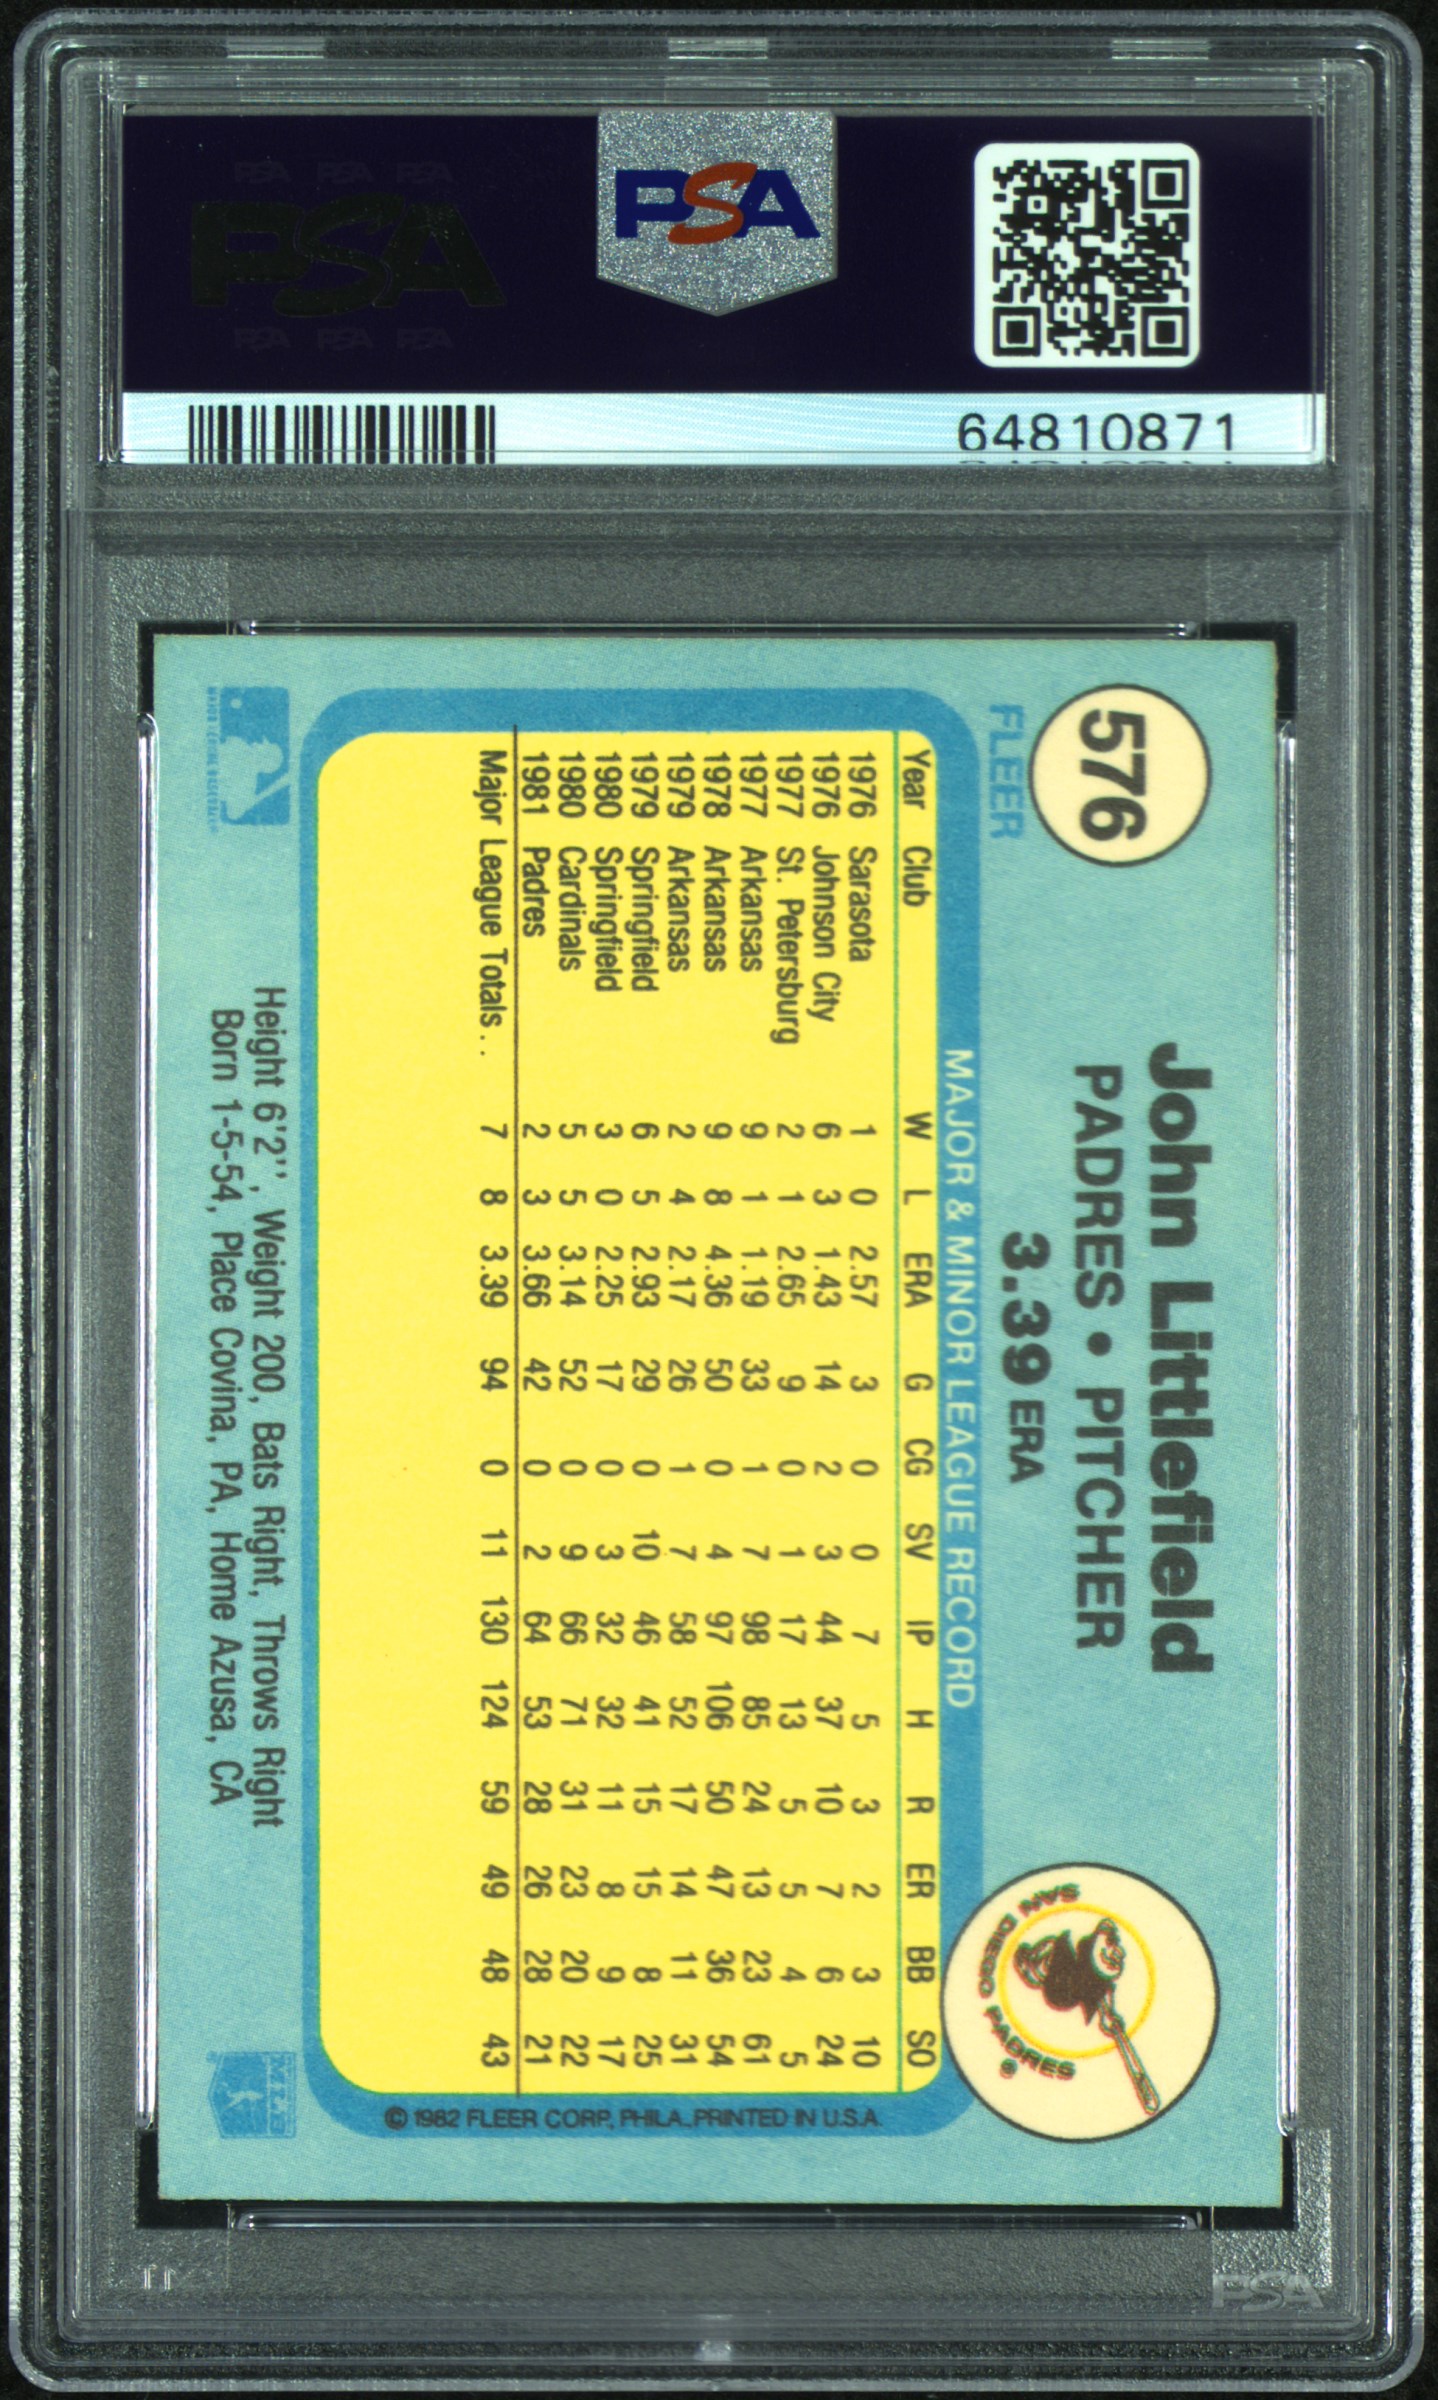 PSA PSA PSA
PSA
PSA PSA PSA
PSA
64810871
576
FLEER
John Littlefield
PADRES • PITCHER
3.39 ERA
SAN DIEGO PADRES ®
MAJOR & MINOR LEAGUE RECORD
Year Club W L ERA G CG SV IP H R ER BB SO
1976 Sarasota 1 0 2.57 3 0 0 7 5 3 2 3 10
1976 Johnson City 6 3 1.43 14 2 3 44 37 10 7 6 24
1977 St. Petersburg 2 1 2.65 9 0 1 17 13 5 5 4 5
1977 Arkansas 9 1 1.19 33 1 7 98 85 24 13 23 61
1978 Arkansas 9 8 4.36 50 0 4 97 106 50 47 36 54
1979 Arkansas 2 4 2.17 26 1 7 58 52 17 14 11 31
1979 Springfield 6 5 2.93 29 0 10 46 41 15 15 8 25
1980 Springfield 3 0 2.25 17 0 3 32 32 11 8 9 17
1980 Cardinals 5 5 3.14 52 0 9 66 71 31 23 20 22
1981 Padres 2 3 3.66 42 0 2 64 53 28 26 28 21
Major League Totals . . 7 8 3.39 94 0 11 130 124 59 49 48 43
© 1982 FLEER CORP. PHILA. PRINTED IN U.S.A.
Height 6'2", Weight 200, Bats Right, Throws Right
Born 1-5-54, Place Covina, PA, Home Azusa, CA
MAJOR LEAGUE BASEBALL
PSA